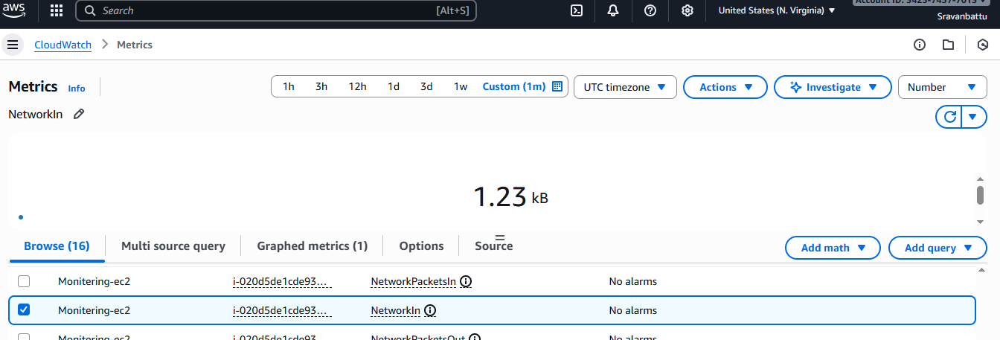 aws Search [Alt+S] United States (N. Virginia) Account ID: 5425-7457-7013
Sravanbattu
CloudWatch > Metrics
Metrics Info 1h 3h 12h 1d 3d 1w Custom (1m) UTC timezone Actions Investigate Number
NetworkIn
1.23 kB
Browse (16) Multi source query Graphed metrics (1) Options Source Add math Add query
Monitering-ec2 i-020d5de1cde93... NetworkPacketsIn No alarms
Monitering-ec2 i-020d5de1cde93... NetworkIn No alarms
Monitering-ec2 i-020d5de1cde93... NetworkPacketsOut No alarms